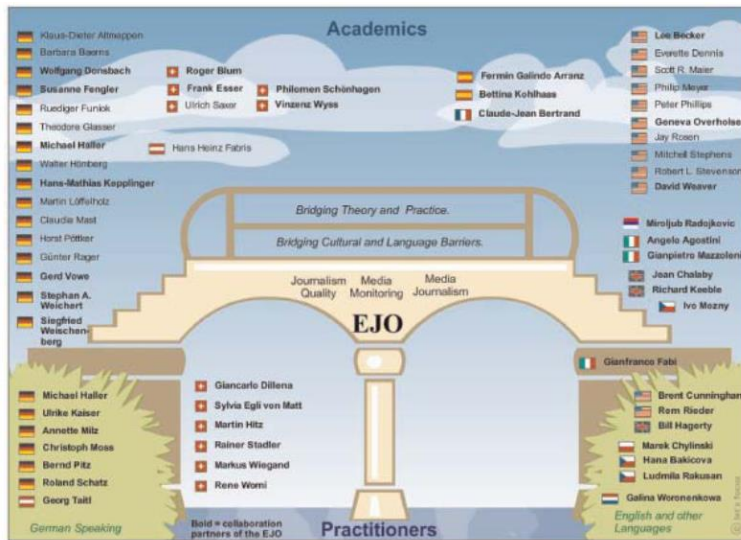 Academics
Klaus-Dieter Altmeppen
Barbara Baerns
Wolfgang Donsbach
Susanne Fengler
Ruediger Funiok
Theodore Glasser
Michael Haller
Walter Hömberg
Hans-Mathias Kepplinger
Martin Löffelholz
Claudia Mast
Horst Pöttker
Günter Rager
Gerd Vowe
Stephan A.
Weichert
Siegfried
Weischen-
berg
Roger Blum
Frank Esser
Ulrich Saxer
Philomen Schönhagen
Vinzenz Wyss
Hans Heinz Fabris
Fermin Galindo Arranz
Bettina Kohlhaas
Claude-Jean Bertrand
Lee Becker
Everette Dennis
Scott R. Maier
Philip Meyer
Peter Phillips
Geneva Overholse
Jay Rosen
Mitchell Stephens
Robert L. Stevenson
David Weaver
Miroljub Radojkovic
Angelo Agostini
Gianpietro Mazzoleni
Jean Chalaby
Richard Keeble
Ivo Mozny
Bridging Theory and Practice.
Bridging Cultural and Language Barriers.
Journalism
Quality
Media
Monitoring
Media
Journalism
EJO
Gianfranco Fabi
Michael Haller
Ulrike Kaiser
Annette Milz
Christoph Moss
Bernd Pitz
Roland Schatz
Georg Taitl
German Speaking
Giancarlo Dillena
Sylvia Egli von Matt
Martin Hitz
Rainer Stadler
Markus Wiegand
Rene Worni
Bold = collaboration
partners of the EJO
Practitioners
Brent Cunningham
Rem Rieder
Bill Hagerty
Marek Chylinski
Hana Bakicova
Ludmila Rakusan
Galina Woronenkowa
English and other
Languages